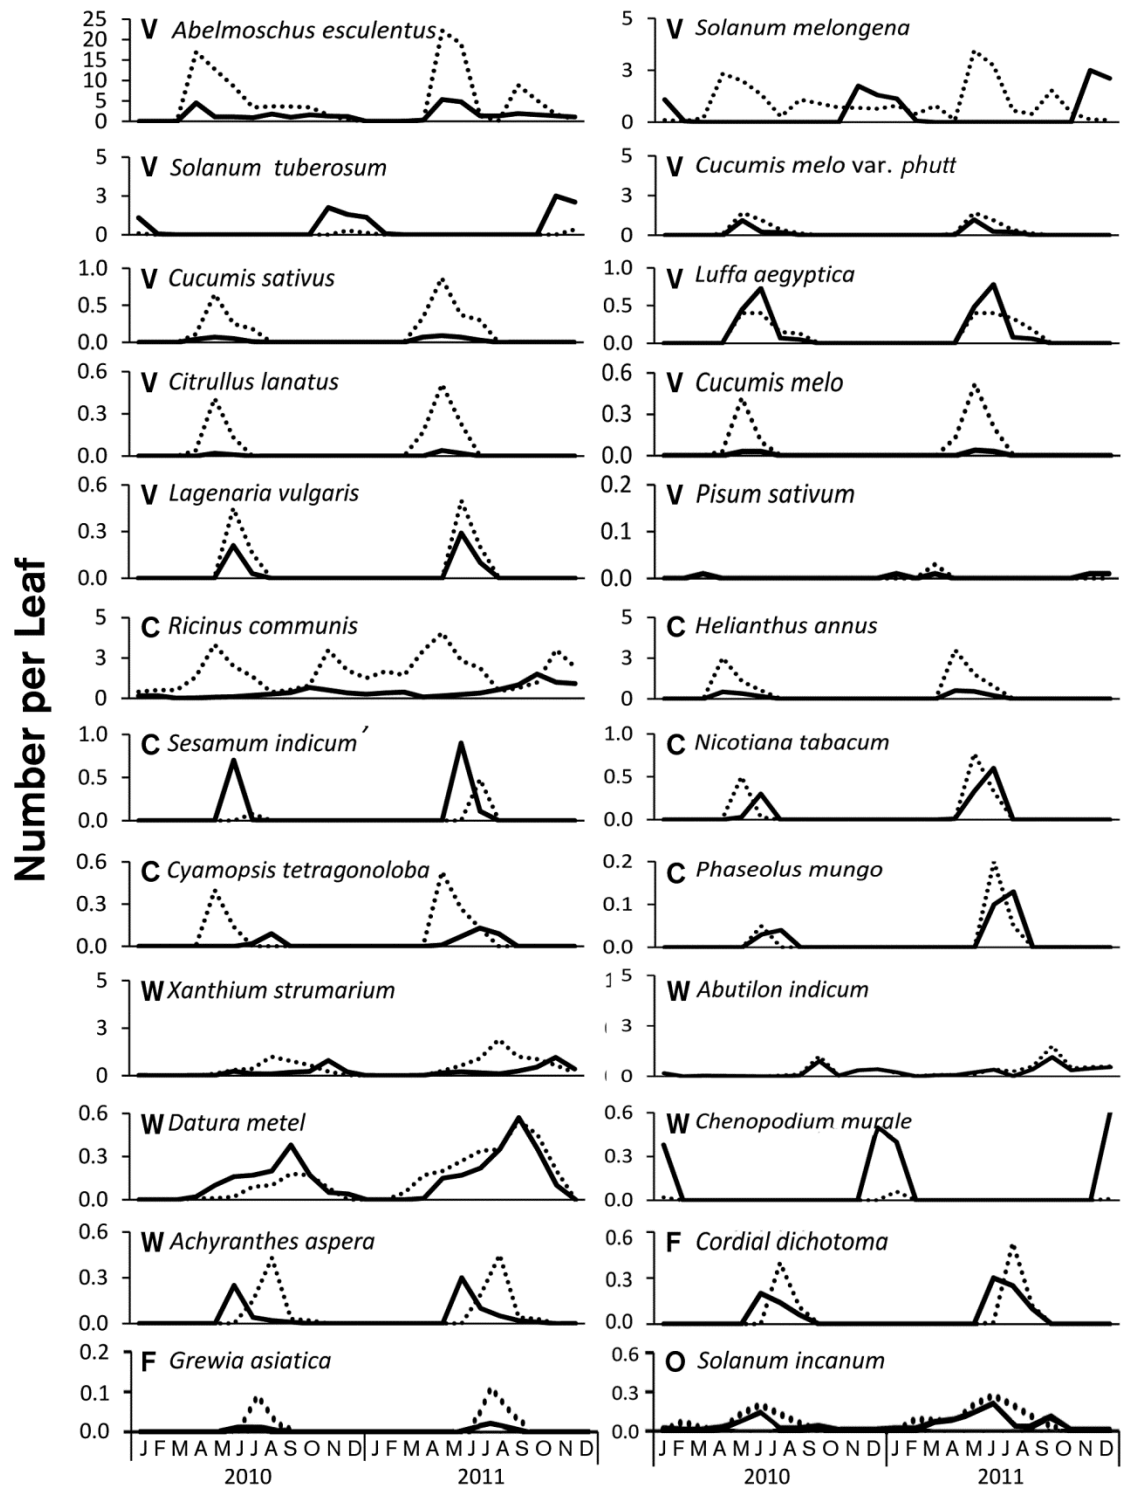 Number per Leaf
V Abelmoschus esculentus
25
20
15
10
5
0
V Solanum melongena
5
3
0
V Solanum tuberosum
5
3
0
V Cucumis melo var. phutt
5
3
0
V Cucumis sativus
1.0
0.5
0.0
V Luffa aegyptica
1.0
0.5
0.0
V Citrullus lanatus
0.6
0.3
0.0
V Cucumis melo
0.6
0.3
0.0
V Lagenaria vulgaris
0.6
0.3
0.0
V Pisum sativum
0.2
0.1
0.0
C Ricinus communis
5
3
0
C Helianthus annus
5
3
0
C Sesamum indicum
1.0
0.5
0.0
C Nicotiana tabacum
1.0
0.5
0.0
C Cyamopsis tetragonoloba
0.6
0.3
0.0
C Phaseolus mungo
0.2
0.1
0.0
W Xanthium strumarium
5
3
0
W Abutilon indicum
5
3
0
W Datura metel
0.6
0.3
0.0
W Chenopodium murale
0.6
0.3
0.0
W Achyranthes aspera
0.6
0.3
0.0
F Cordial dichotoma
0.6
0.3
0.0
F Grewia asiatica
0.2
0.1
0.0
O Solanum incanum
0.6
0.3
0.0
J F M A M J J A S O N D J F M A M J J A S O N D
2010 2011
J F M A M J J A S O N D J F M A M J J A S O N D
2010 2011